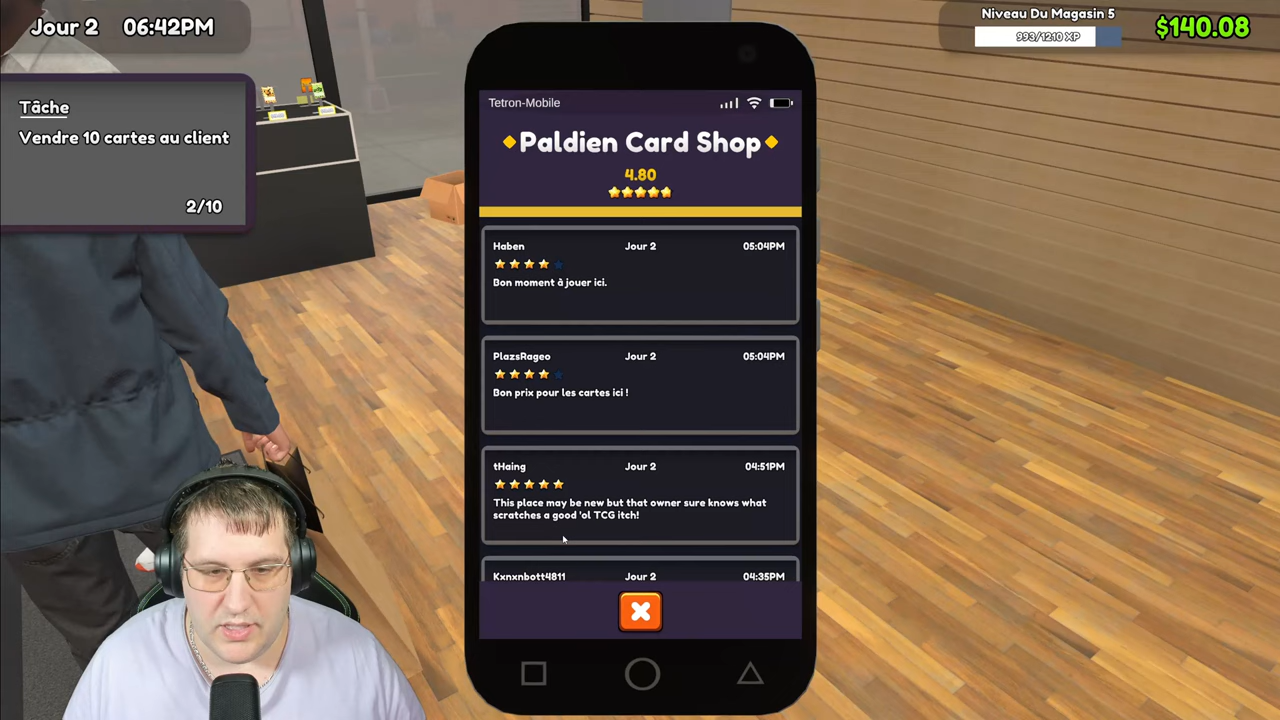 Jour 2 06:42PM
Niveau Du Magasin 5
993/1210 XP
$140.08
Tâche
Vendre 10 cartes au client
2/10
Tetron-Mobile
Paldien Card Shop
4.80
Haben Jour 2 05:04PM
Bon moment à jouer ici.
PlazsRageo Jour 2 05:04PM
Bon prix pour les cartes ici !
tHaing Jour 2 04:51PM
This place may be new but that owner sure knows what
scratches a good 'ol TCG itch!
Kxnxnbott4811 Jour 2 04:35PM